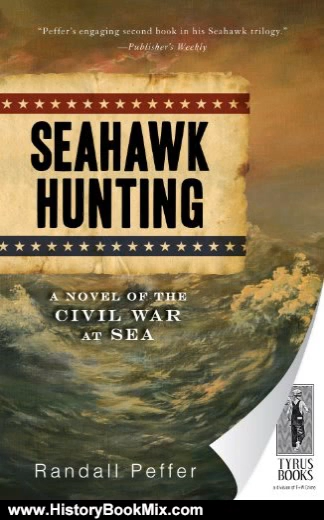 “Peffer’s engaging second book in his Seahawk trilogy.”
—Publisher’s Weekly
SEAHAWK
HUNTING
A NOVEL OF THE
CIVIL WAR
AT SEA
Randall Peffer
TYRUS
BOOKS
www.HistoryBookMix.com